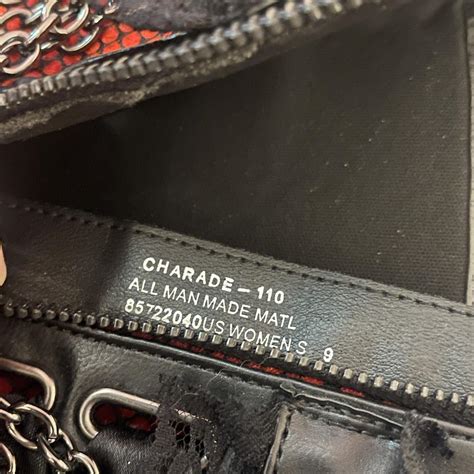 CHARADE-110
ALL MAN MADE MATL
85722040US WOMEN S 9